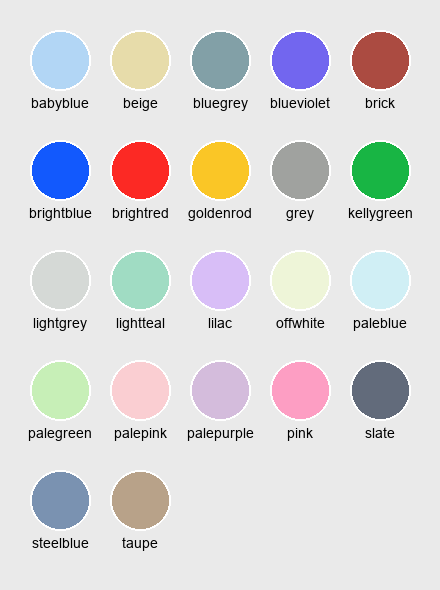 babyblue beige bluegrey blueviolet brick
brightblue brightred goldenrod grey kellygreen
lightgrey lightteal lilac offwhite paleblue
palegreen palepink palepurple pink slate
steelblue taupe